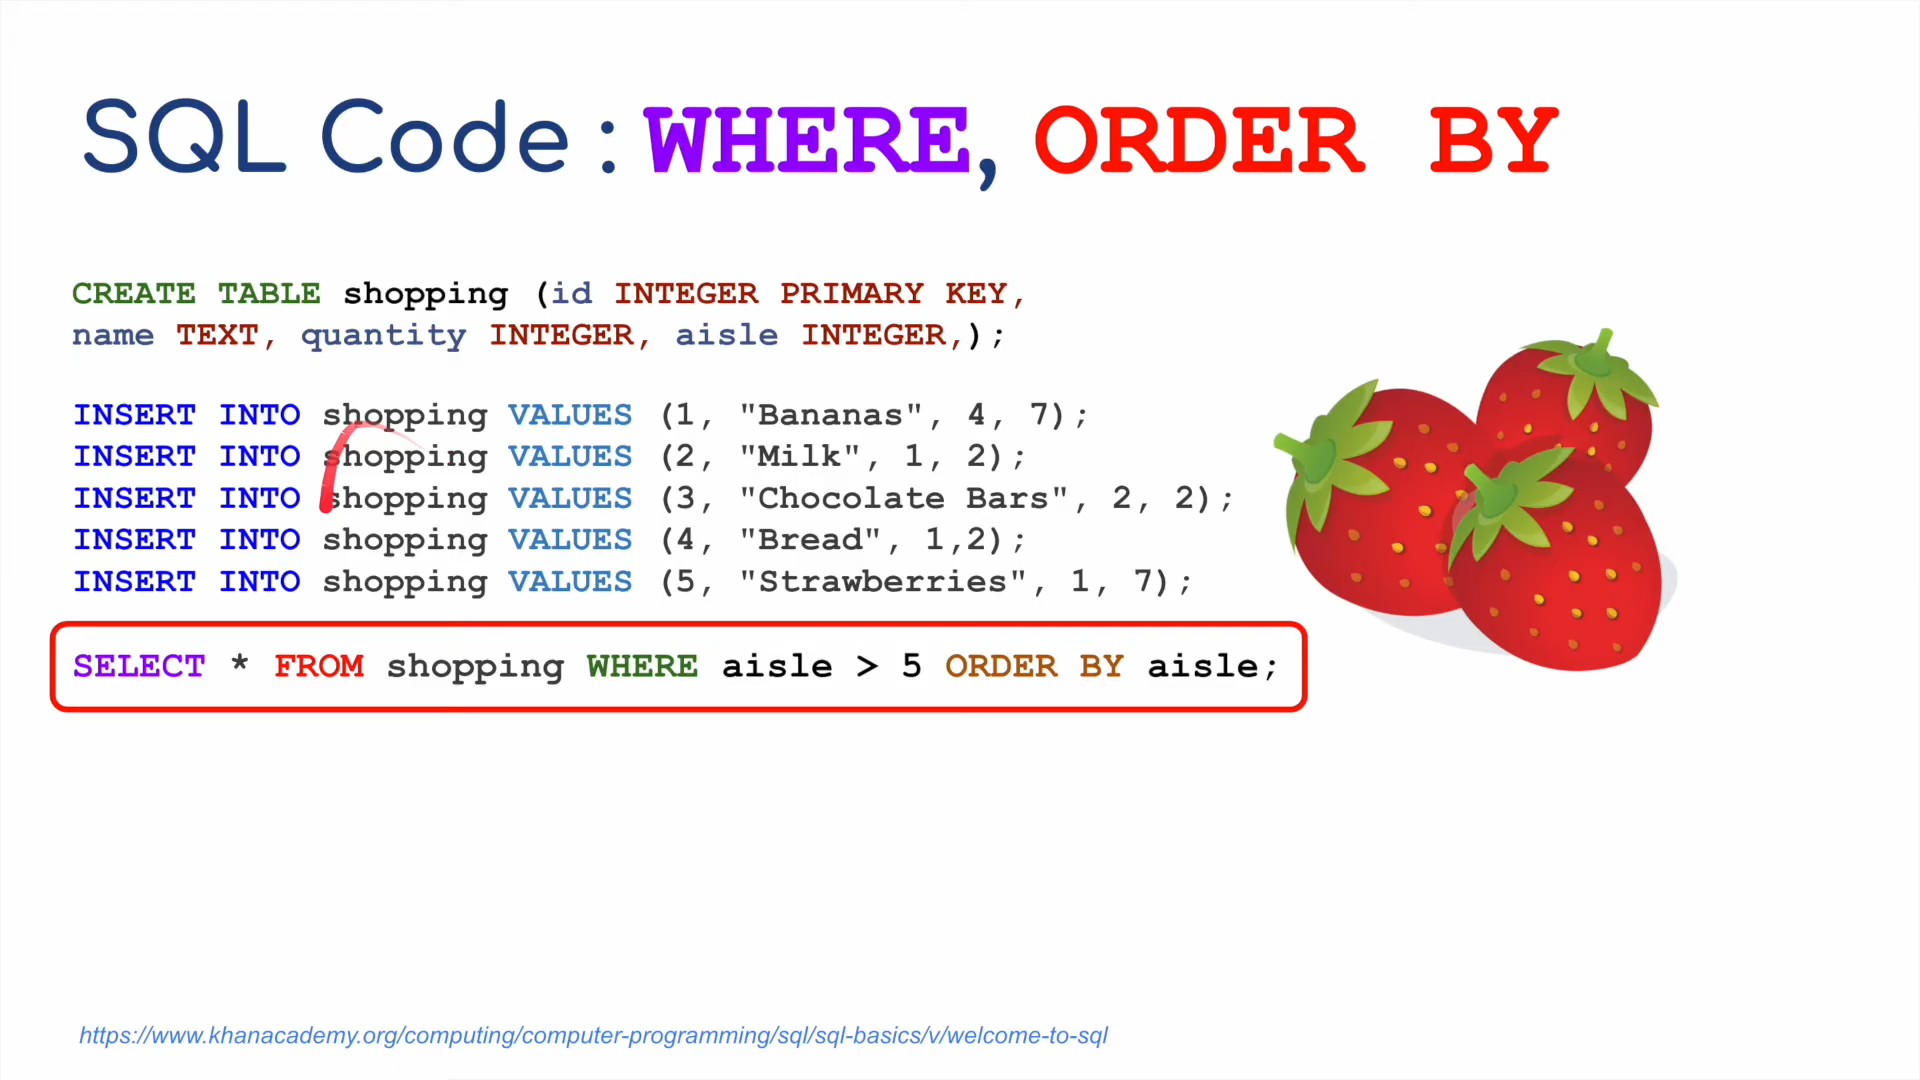 SQL Code : WHERE, ORDER BY
CREATE TABLE shopping (id INTEGER PRIMARY KEY,
name TEXT, quantity INTEGER, aisle INTEGER,);
INSERT INTO shopping VALUES (1, "Bananas", 4, 7);
INSERT INTO shopping VALUES (2, "Milk", 1, 2);
INSERT INTO shopping VALUES (3, "Chocolate Bars", 2, 2);
INSERT INTO shopping VALUES (4, "Bread", 1,2);
INSERT INTO shopping VALUES (5, "Strawberries", 1, 7);
SELECT * FROM shopping WHERE aisle > 5 ORDER BY aisle;
https://www.khanacademy.org/computing/computer-programming/sql/sql-basics/v/welcome-to-sql